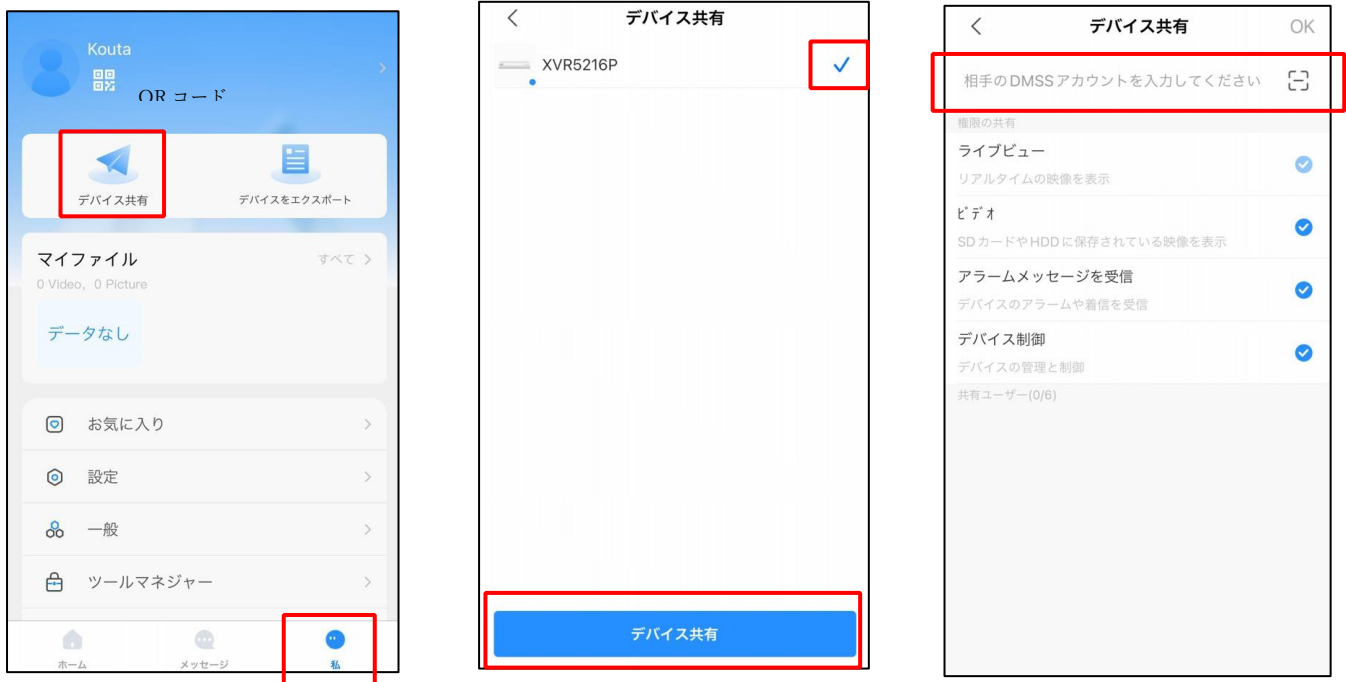 Kouta
QR コード
デバイス共有
デバイスをエクスポート
マイファイル
すべて
0 Video, 0 Picture
データなし
お気に入り
設定
一般
ツールマネジャー
ホーム
メッセージ
私
デバイス共有
XVR5216P
デバイス共有
デバイス共有
OK
相手のDMSSアカウントを入力してください
権限の共有
ライブビュー
リアルタイムの映像を表示
ビデオ
SDカードやHDDに保存されている映像を表示
アラームメッセージを受信
デバイスのアラームや着信を受信
デバイス制御
デバイスの管理と制御
共有ユーザー(0/6)